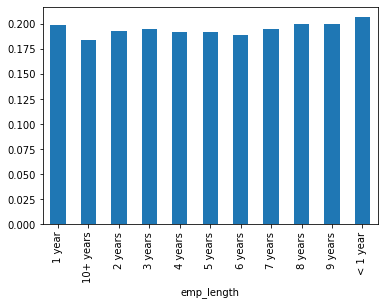 0.200
0.175
0.150
0.125
0.100
0.075
0.050
0.025
0.000
1 year
10+ years
2 years
3 years
4 years
5 years
6 years
7 years
8 years
9 years
< 1 year
emp_length